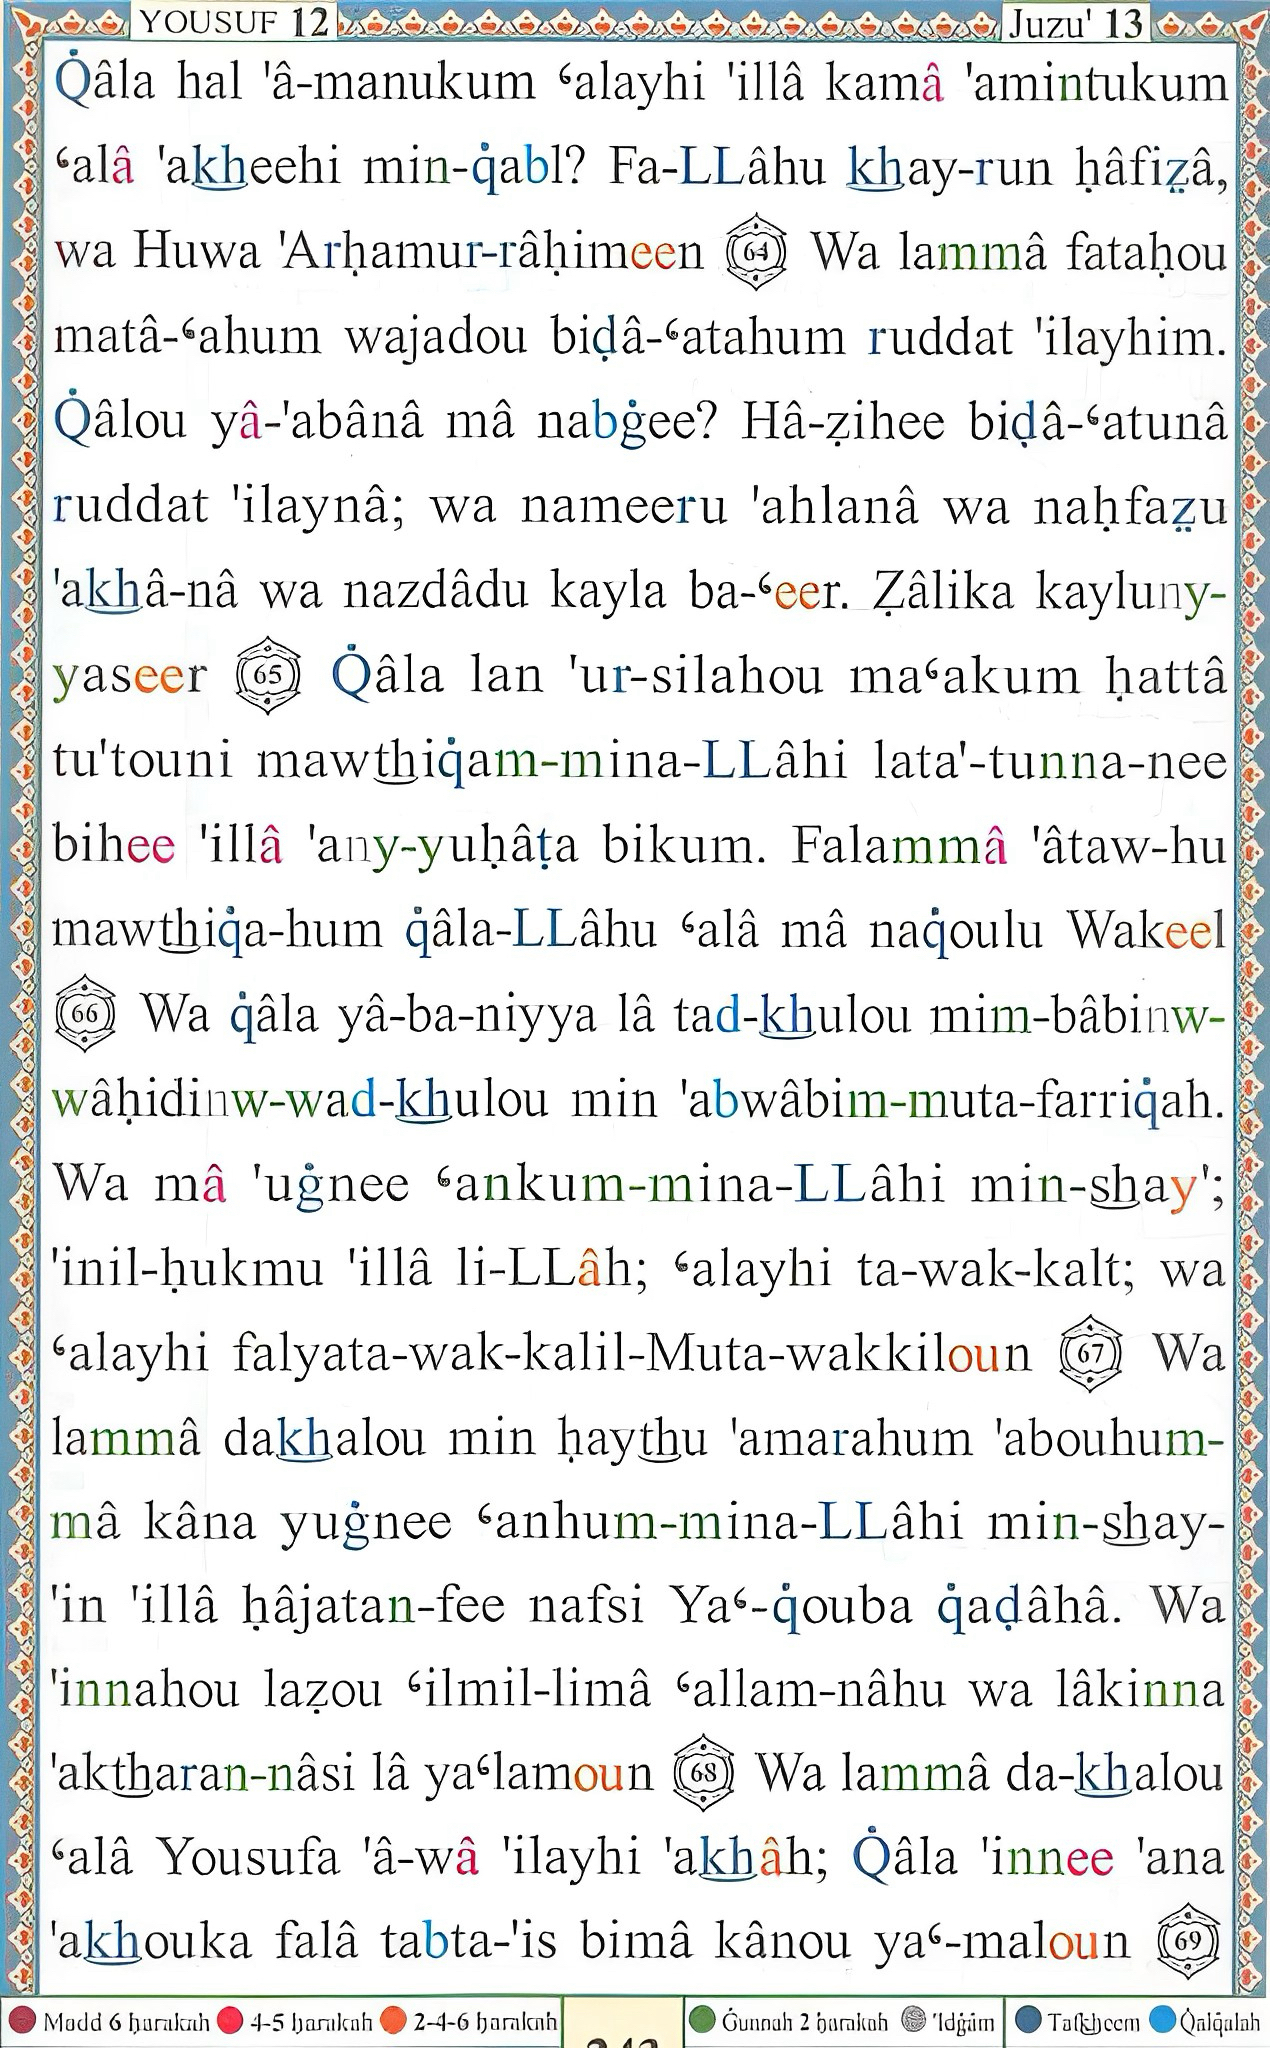 YOUSUF 12 Juzu' 13
Q̇âla hal 'â-manukum ʿalayhi 'illâ kamâ 'amintukum
ʿalâ 'akheehi min-q̇abl? Fa-LLâhu khay-run ḥâfiẓâ,
wa Huwa 'Arḥamur-râḥimeen 64 Wa lammâ fataḥou
matâ-ʿahum wajadou biḍâ-ʿatahum ruddat 'ilayhim.
Q̇âlou yâ-'abânâ mâ nabġee? Hâ-ẓihee biḍâ-ʿatunâ
ruddat 'ilaynâ; wa nameeru 'ahlanâ wa naḥfaz̤u
'akhâ-nâ wa nazdâdu kayla ba-ʿeer. Ẓâlika kayluny-
yaseer 65 Q̇âla lan 'ur-silahou maʿakum ḥattâ
tu'touni mawthiq̇am-mina-LLâhi lata'-tunna-nee
bihee 'illâ 'any-yuḥâṭa bikum. Falammâ 'âtaw-hu
mawthiq̇a-hum q̇âla-LLâhu ʿalâ mâ naq̇oulu Wakeel
66 Wa q̇âla yâ-ba-niyya lâ tad-khulou mim-bâbinw-
wâḥidinw-wad-khulou min 'abwâbim-muta-farriq̇ah.
Wa mâ 'uġnee ʿankum-mina-LLâhi min-shay';
'inil-ḥukmu 'illâ li-LLâh; ʿalayhi ta-wak-kalt; wa
ʿalayhi falyata-wak-kalil-Muta-wakkiloun 67 Wa
lammâ dakhalou min ḥaythu 'amarahum 'abouhum-
mâ kâna yuġnee ʿanhum-mina-LLâhi min-shay-
'in 'illâ ḥâjatan-fee nafsi Yaʿ-q̇ouba q̇aḍâhâ. Wa
'innahou laẓou ʿilmil-limâ ʿallam-nâhu wa lâkinna
'aktharan-nâsi lâ yaʿlamoun 68 Wa lammâ da-khalou
ʿalâ Yousufa 'â-wâ 'ilayhi 'akhâh; Q̇âla 'innee 'ana
'akhouka falâ tabta-'is bimâ kânou yaʿ-maloun 69
Madd 6 ḥarakah 4-5 ḥarakah 2-4-6 ḥarakah Ġunnah 2 ḥarakah 'Idġâm Tafkheem Q̇alq̇alah